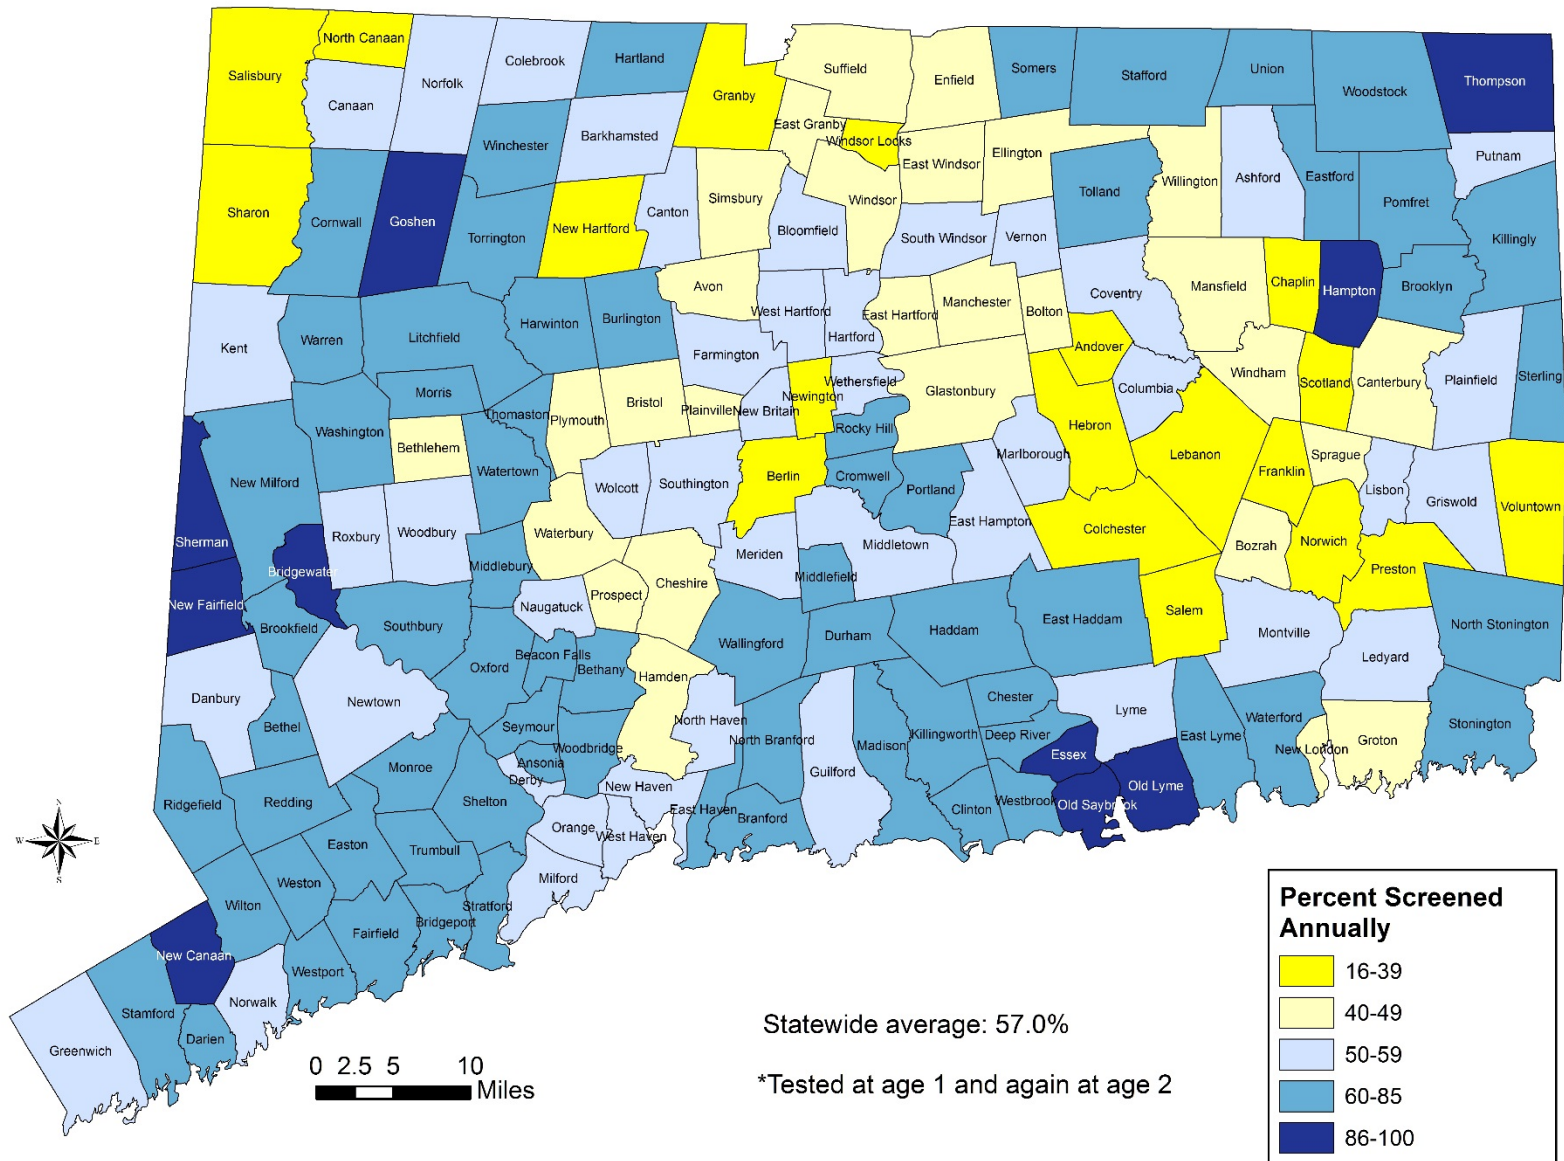 North Canaan
Salisbury
Canaan
Norfolk
Colebrook
Hartland
Granby
Suffield
Enfield
Somers
Stafford
Union
Woodstock
Thompson
Winchester
Barkhamsted
East Granby
Windsor Locks
East Windsor
Ellington
Willington
Ashford
Eastford
Putnam
Sharon
Cornwall
Goshen
Torrington
New Hartford
Canton
Simsbury
Bloomfield
Windsor
South Windsor
Vernon
Tolland
Pomfret
Killingly
Kent
Warren
Litchfield
Harwinton
Burlington
Avon
West Hartford
Hartford
East Hartford
Manchester
Bolton
Coventry
Mansfield
Chaplin
Hampton
Brooklyn
Farmington
Andover
Columbia
Windham
Scotland
Canterbury
Plainfield
Sterling
Washington
Morris
Bethlehem
Thomaston
Plymouth
Bristol
Plainville
New Britain
Newington
Wethersfield
Glastonbury
Rocky Hill
Hebron
Lebanon
Franklin
Sprague
Lisbon
Griswold
Voluntown
New Milford
Watertown
Wolcott
Southington
Berlin
Cromwell
Portland
Marlborough
East Hampton
Colchester
Bozrah
Norwich
Preston
Sherman
Bridgewater
Roxbury
Woodbury
Middlebury
Waterbury
Cheshire
Meriden
Middletown
Middlefield
New Fairfield
Brookfield
Southbury
Naugatuck
Prospect
Wallingford
Durham
Haddam
East Haddam
Salem
Montville
Ledyard
North Stonington
Danbury
Bethel
Newtown
Oxford
Beacon Falls
Bethany
Hamden
North Haven
North Branford
Guilford
Madison
Killingworth
Chester
Deep River
Lyme
East Lyme
Waterford
New London
Groton
Stonington
Seymour
Woodbridge
Ansonia
Derby
Monroe
Shelton
Essex
Old Lyme
Old Saybrook
Westbrook
Clinton
Ridgefield
Redding
New Haven
East Haven
Branford
Orange
West Haven
Milford
Easton
Trumbull
Weston
Wilton
Stratford
Bridgeport
Fairfield
Westport
New Canaan
Norwalk
Stamford
Darien
Greenwich
N
W
E
S
0 2.5 5 10
Miles
Statewide average: 57.0%
*Tested at age 1 and again at age 2
Percent Screened
Annually
16-39
40-49
50-59
60-85
86-100